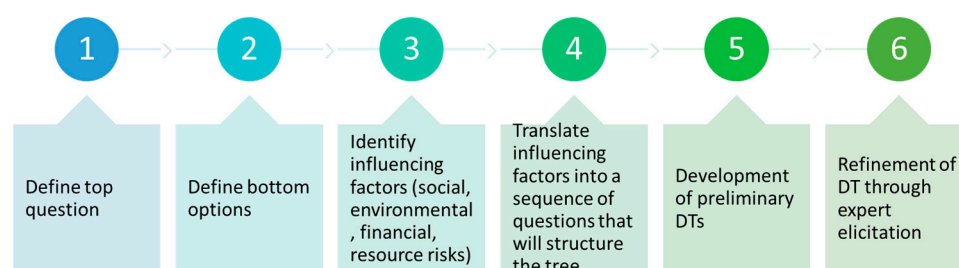 1
2
3
4
5
6
Define top
question
Define bottom
options
Identify
influencing
factors (social,
environmental
, financial,
resource risks)
Translate
influencing
factors into a
sequence of
questions that
will structure
the tree
Development
of preliminary
DTs
Refinement of
DT through
expert
elicitation